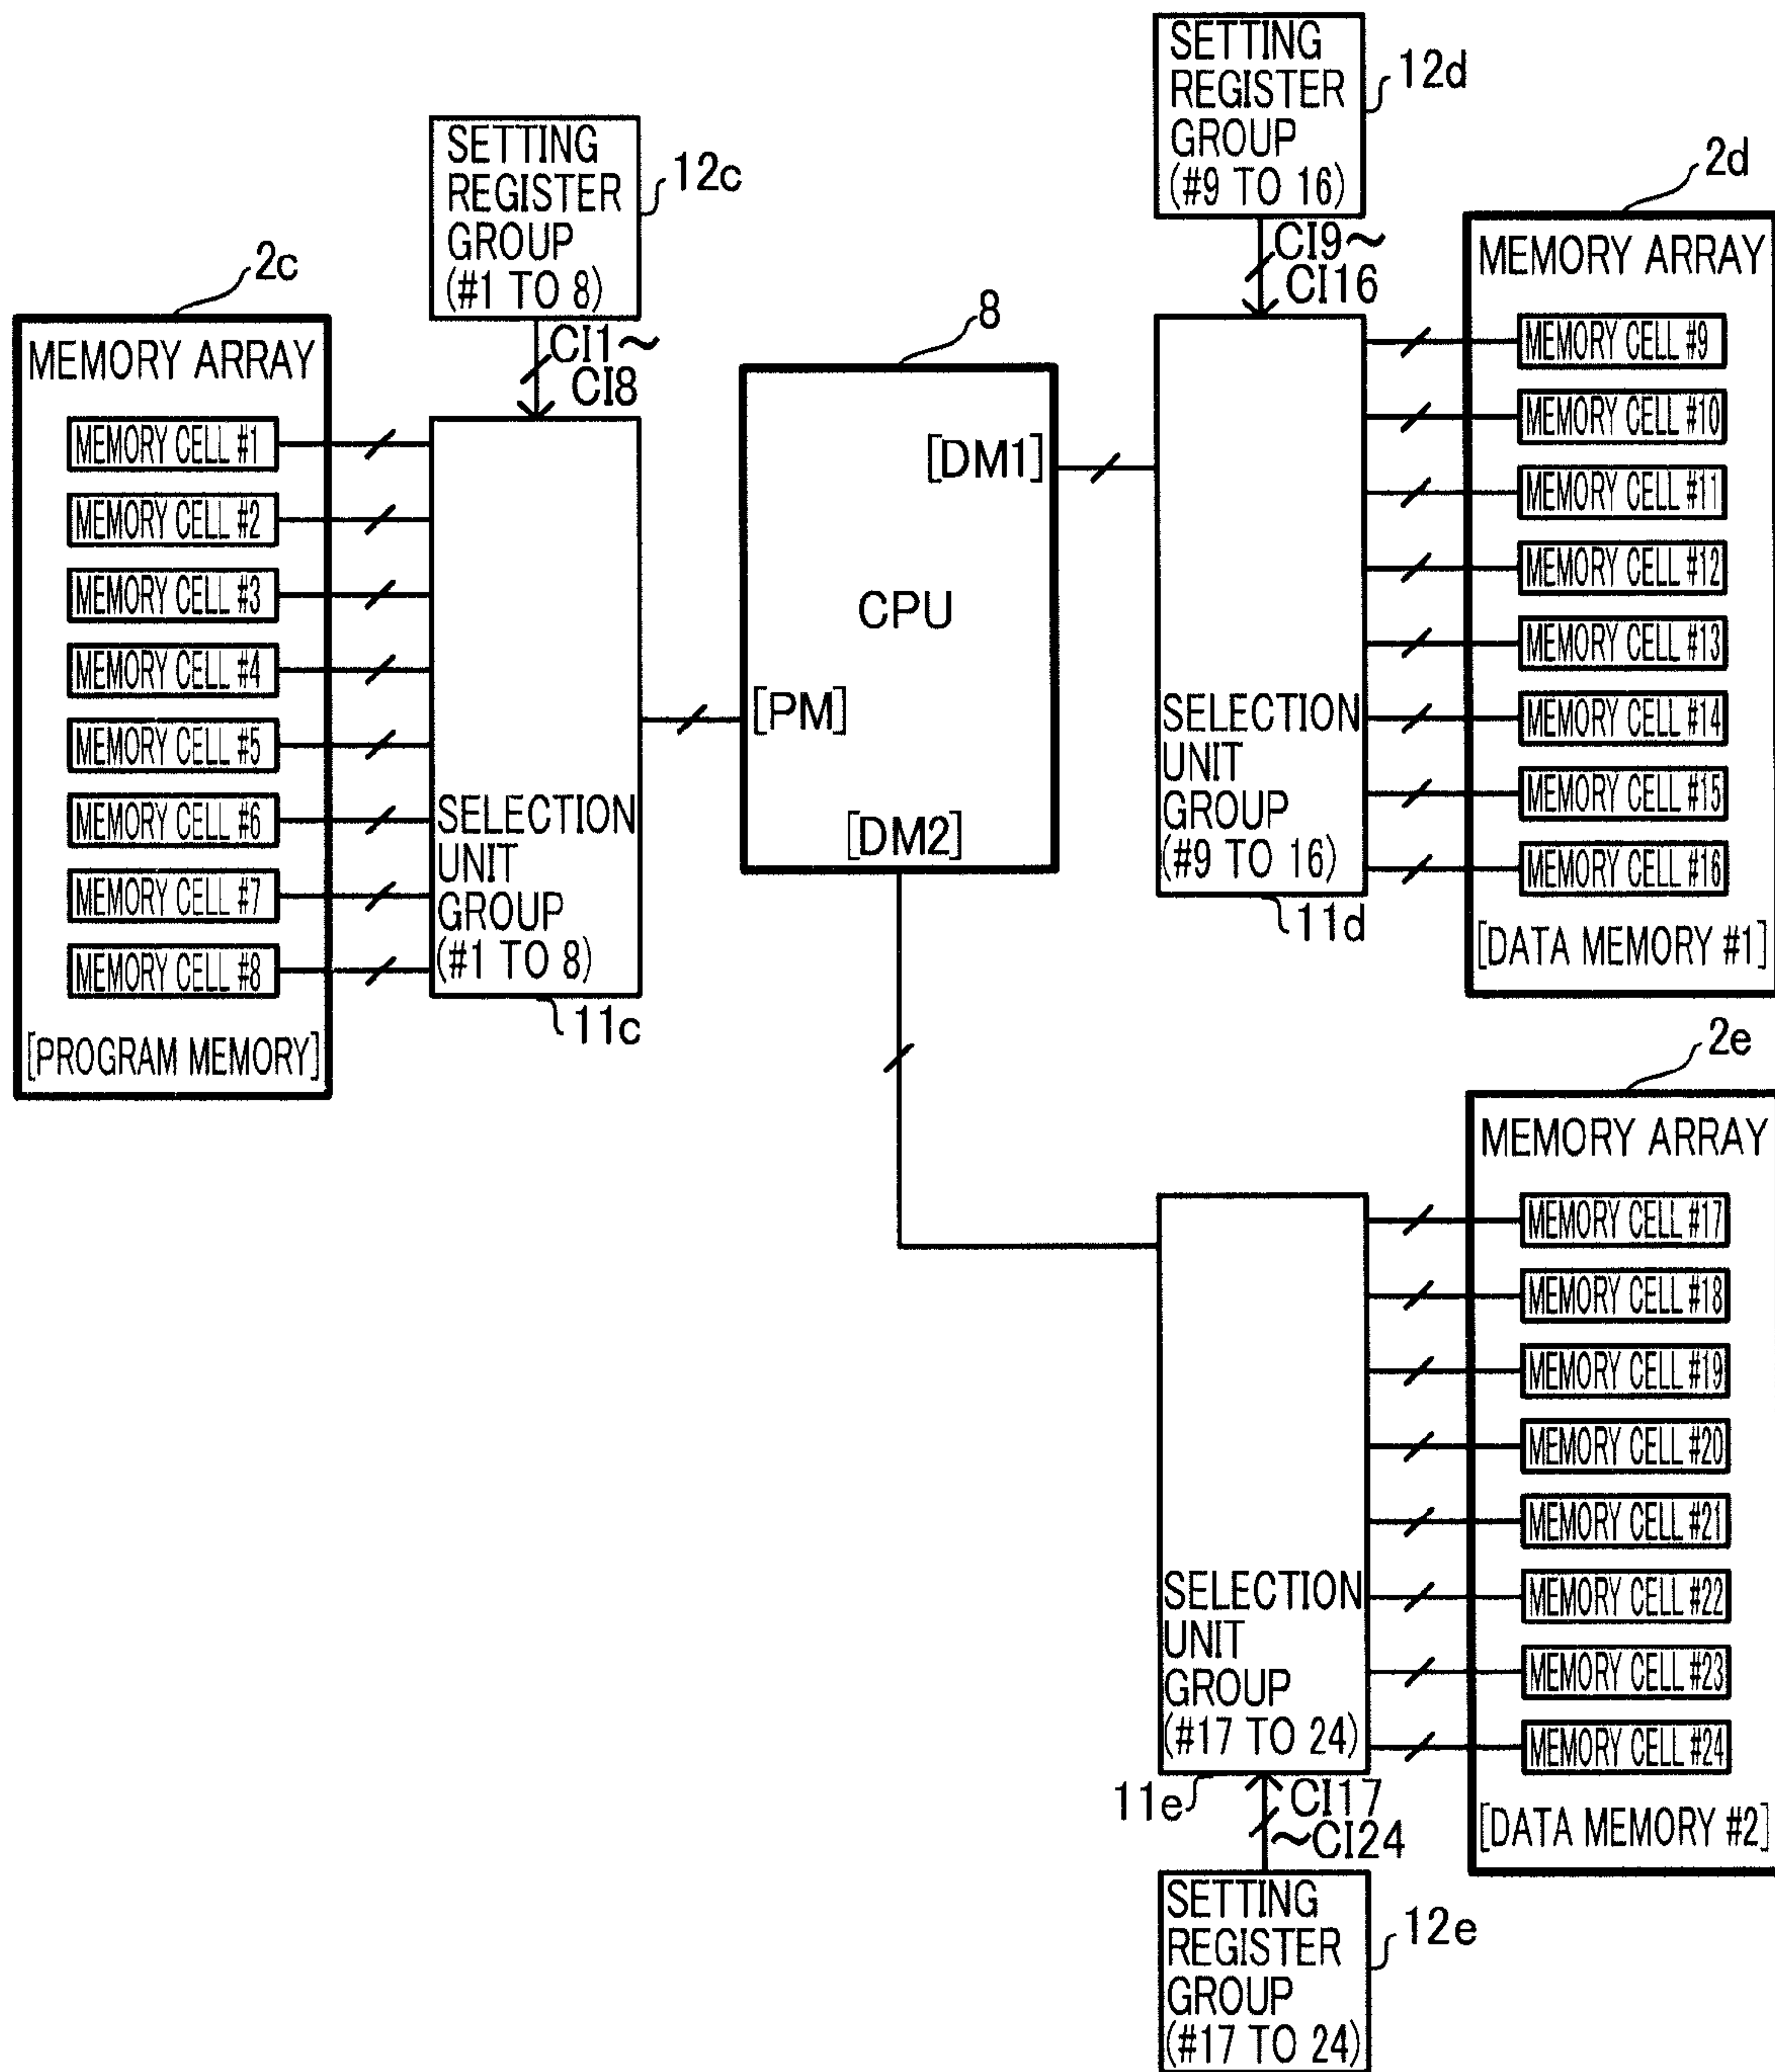 SETTING
REGISTER
GROUP
(#1 TO 8)
12c
CI1~
CI8
2c
MEMORY ARRAY
MEMORY CELL #1
MEMORY CELL #2
MEMORY CELL #3
MEMORY CELL #4
MEMORY CELL #5
MEMORY CELL #6
MEMORY CELL #7
MEMORY CELL #8
[PROGRAM MEMORY]
SELECTION
UNIT
GROUP
(#1 TO 8)
11c
8
[DM1]
CPU
[PM]
[DM2]
SETTING
REGISTER
GROUP
(#9 TO 16)
12d
CI9~
CI16
SELECTION
UNIT
GROUP
(#9 TO 16)
11d
2d
MEMORY ARRAY
MEMORY CELL #9
MEMORY CELL #10
MEMORY CELL #11
MEMORY CELL #12
MEMORY CELL #13
MEMORY CELL #14
MEMORY CELL #15
MEMORY CELL #16
[DATA MEMORY #1]
2e
MEMORY ARRAY
MEMORY CELL #17
MEMORY CELL #18
MEMORY CELL #19
MEMORY CELL #20
MEMORY CELL #21
MEMORY CELL #22
MEMORY CELL #23
MEMORY CELL #24
[DATA MEMORY #2]
SELECTION
UNIT
GROUP
(#17 TO 24)
11e
CI17
~CI24
SETTING
REGISTER
GROUP
(#17 TO 24)
12e